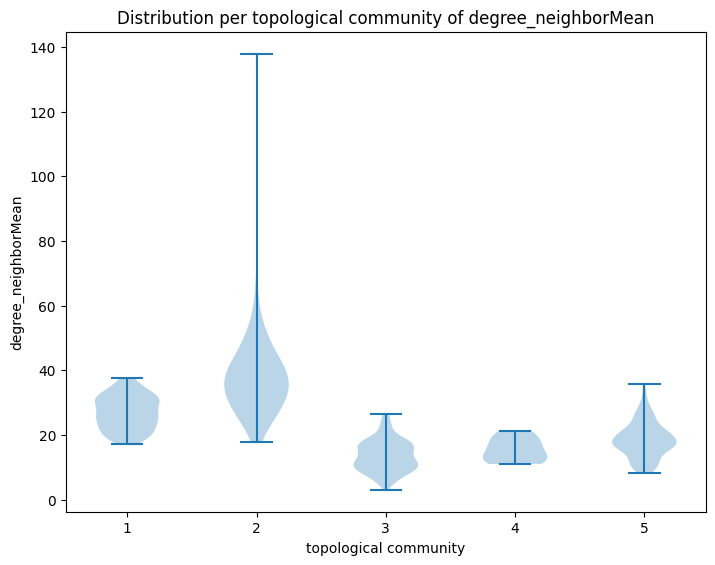 Distribution per topological community of degree_neighborMean
degree_neighborMean
140
120
100
80
60
40
20
0
1 2 3 4 5
topological community